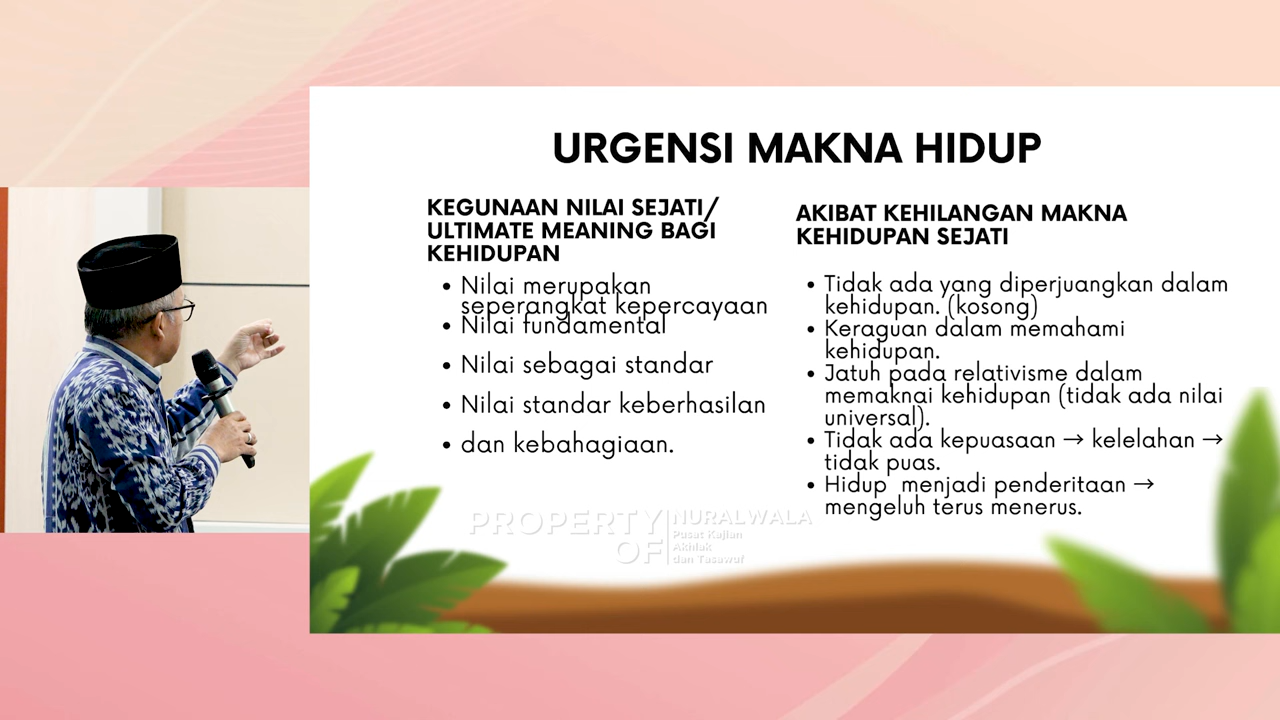 URGENSI MAKNA HIDUP
KEGUNAAN NILAI SEJATI/
ULTIMATE MEANING BAGI
KEHIDUPAN
• Nilai merupakan
seperangkat kepercayaan
• Nilai fundamental
• Nilai sebagai standar
• Nilai standar keberhasilan
• dan kebahagiaan.
AKIBAT KEHILANGAN MAKNA
KEHIDUPAN SEJATI
• Tidak ada yang diperjuangkan dalam
kehidupan. (kosong)
• Keraguan dalam memahami
kehidupan.
• Jatuh pada relativisme dalam
memaknai kehidupan (tidak ada nilai
universal).
• Tidak ada kepuasaan → kelelahan →
tidak puas.
• Hidup menjadi penderitaan →
mengeluh terus menerus.
PROPERTY
OF
NURALWALA
Pusat Kajian
Akhlak
dan Tasawuf